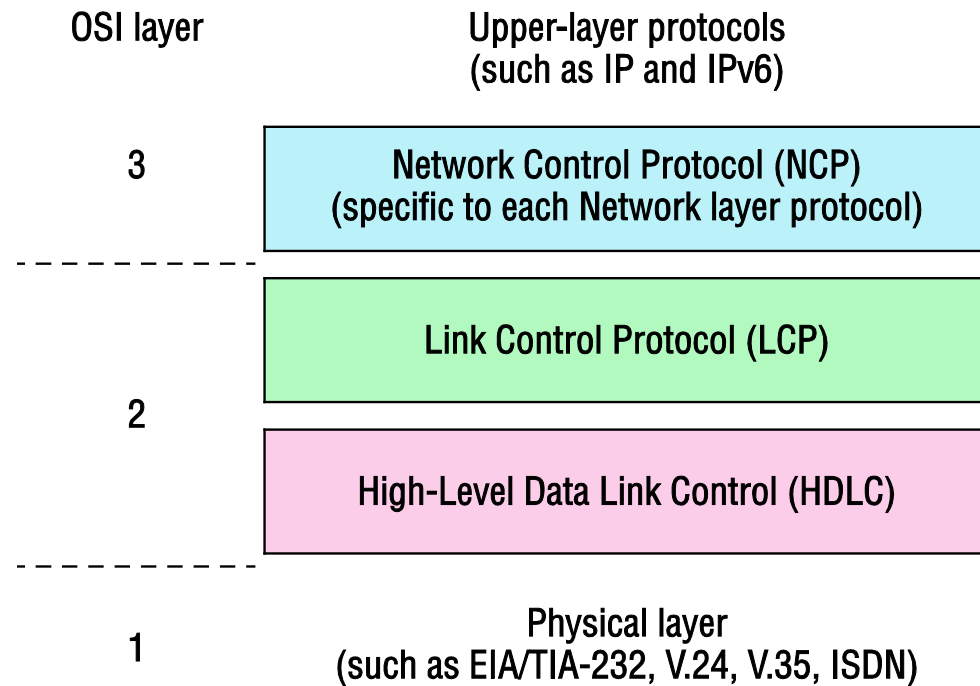 OSI layer
Upper-layer protocols
(such as IP and IPv6)
3
Network Control Protocol (NCP)
(specific to each Network layer protocol)
Link Control Protocol (LCP)
2
High-Level Data Link Control (HDLC)
1
Physical layer
(such as EIA/TIA-232, V.24, V.35, ISDN)